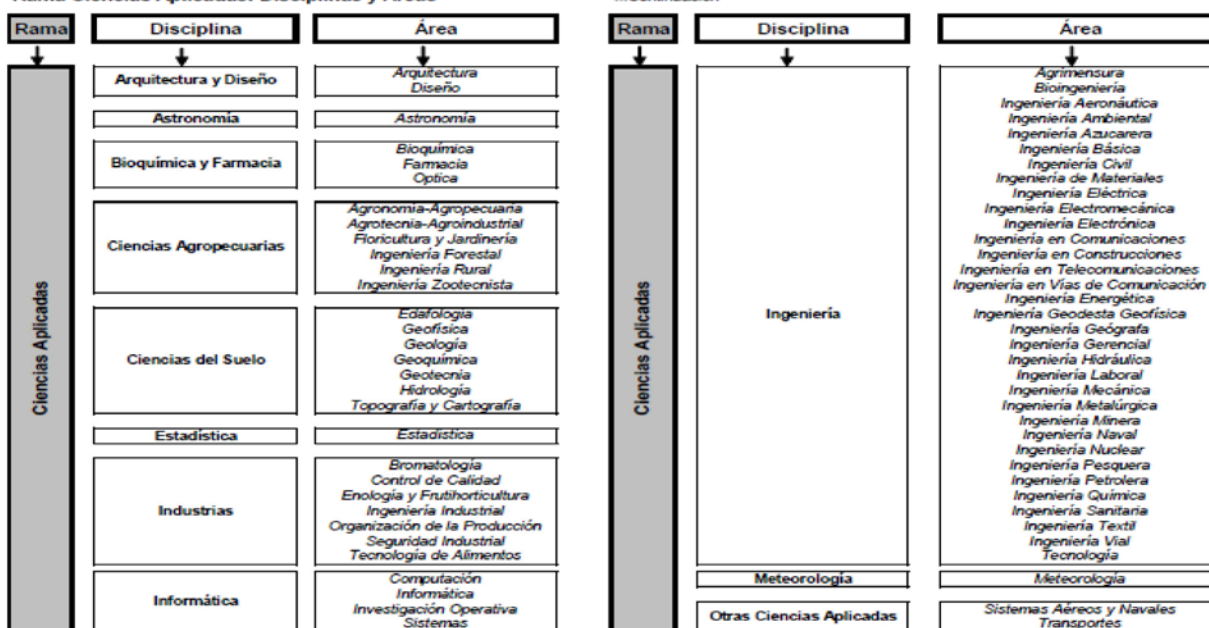 Rama Ciencias Aplicadas: Disciplinas y Áreas
Rama
Disciplina
Área
Ciencias Aplicadas
Arquitectura y Diseño
Arquitectura
Diseño
Astronomía
Astronomía
Bioquímica y Farmacia
Bioquímica
Farmacia
Optica
Ciencias Agropecuarias
Agronomía-Agropecuaria
Agrotecnia-Agroindustrial
Floricultura y Jardinería
Ingeniería Forestal
Ingeniería Rural
Ingeniería Zootecnista
Ciencias del Suelo
Edafología
Geofísica
Geología
Geoquímica
Geotecnia
Hidrología
Topografía y Cartografía
Estadística
Estadistica
Industrias
Bromatología
Control de Calidad
Enología y Frutihorticultura
Ingeniería Industrial
Organización de la Producción
Seguridad Industrial
Tecnología de Alimentos
Informática
Computación
Informática
Investigación Operativa
Sistemas
...Continuación
Rama
Disciplina
Área
Ciencias Aplicadas
Ingeniería
Agrimensura
Bioingeniería
Ingeniería Aeronáutica
Ingeniería Ambiental
Ingeniería Azucarera
Ingeniería Básica
Ingeniería Civil
Ingeniería de Materiales
Ingeniería Eléctrica
Ingeniería Electromecánica
Ingeniería Electrónica
Ingeniería en Comunicaciones
Ingeniería en Construcciones
Ingeniería en Telecomunicaciones
Ingeniería en Vías de Comunicación
Ingeniería Energética
Ingeniería Geodesta Geofísica
Ingeniería Geógrafa
Ingeniería Gerencial
Ingeniería Hidráulica
Ingeniería Laboral
Ingeniería Mecánica
Ingeniería Metalúrgica
Ingeniería Minera
Ingeniería Naval
Ingeniería Nuclear
Ingeniería Pesquera
Ingeniería Petrolera
Ingeniería Química
Ingeniería Sanitaria
Ingeniería Textil
Ingeniería Vial
Tecnología
Meteorología
Meteorología
Otras Ciencias Aplicadas
Sistemas Aéreos y Navales
Transportes